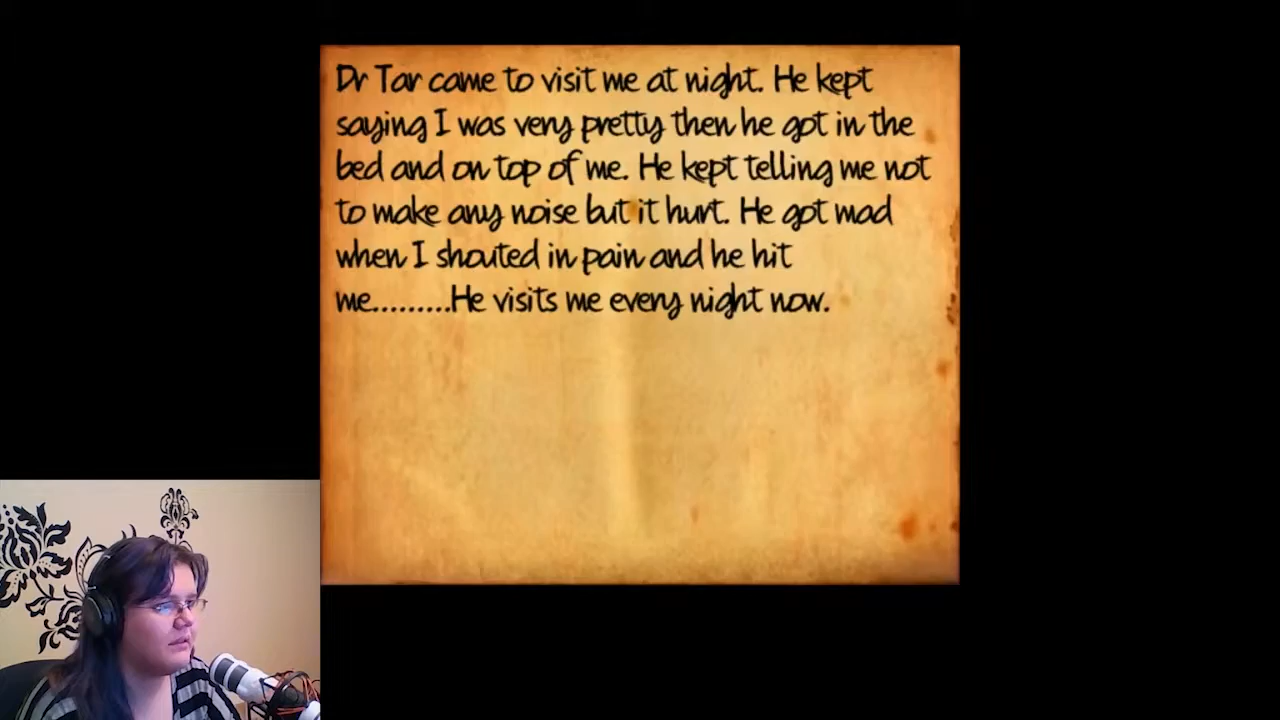 Dr Tar came to visit me at night. He kept
saying I was very pretty then he got in the
bed and on top of me. He kept telling me not
to make any noise but it hurt. He got mad
when I shouted in pain and he hit
me.........He visits me every night now.